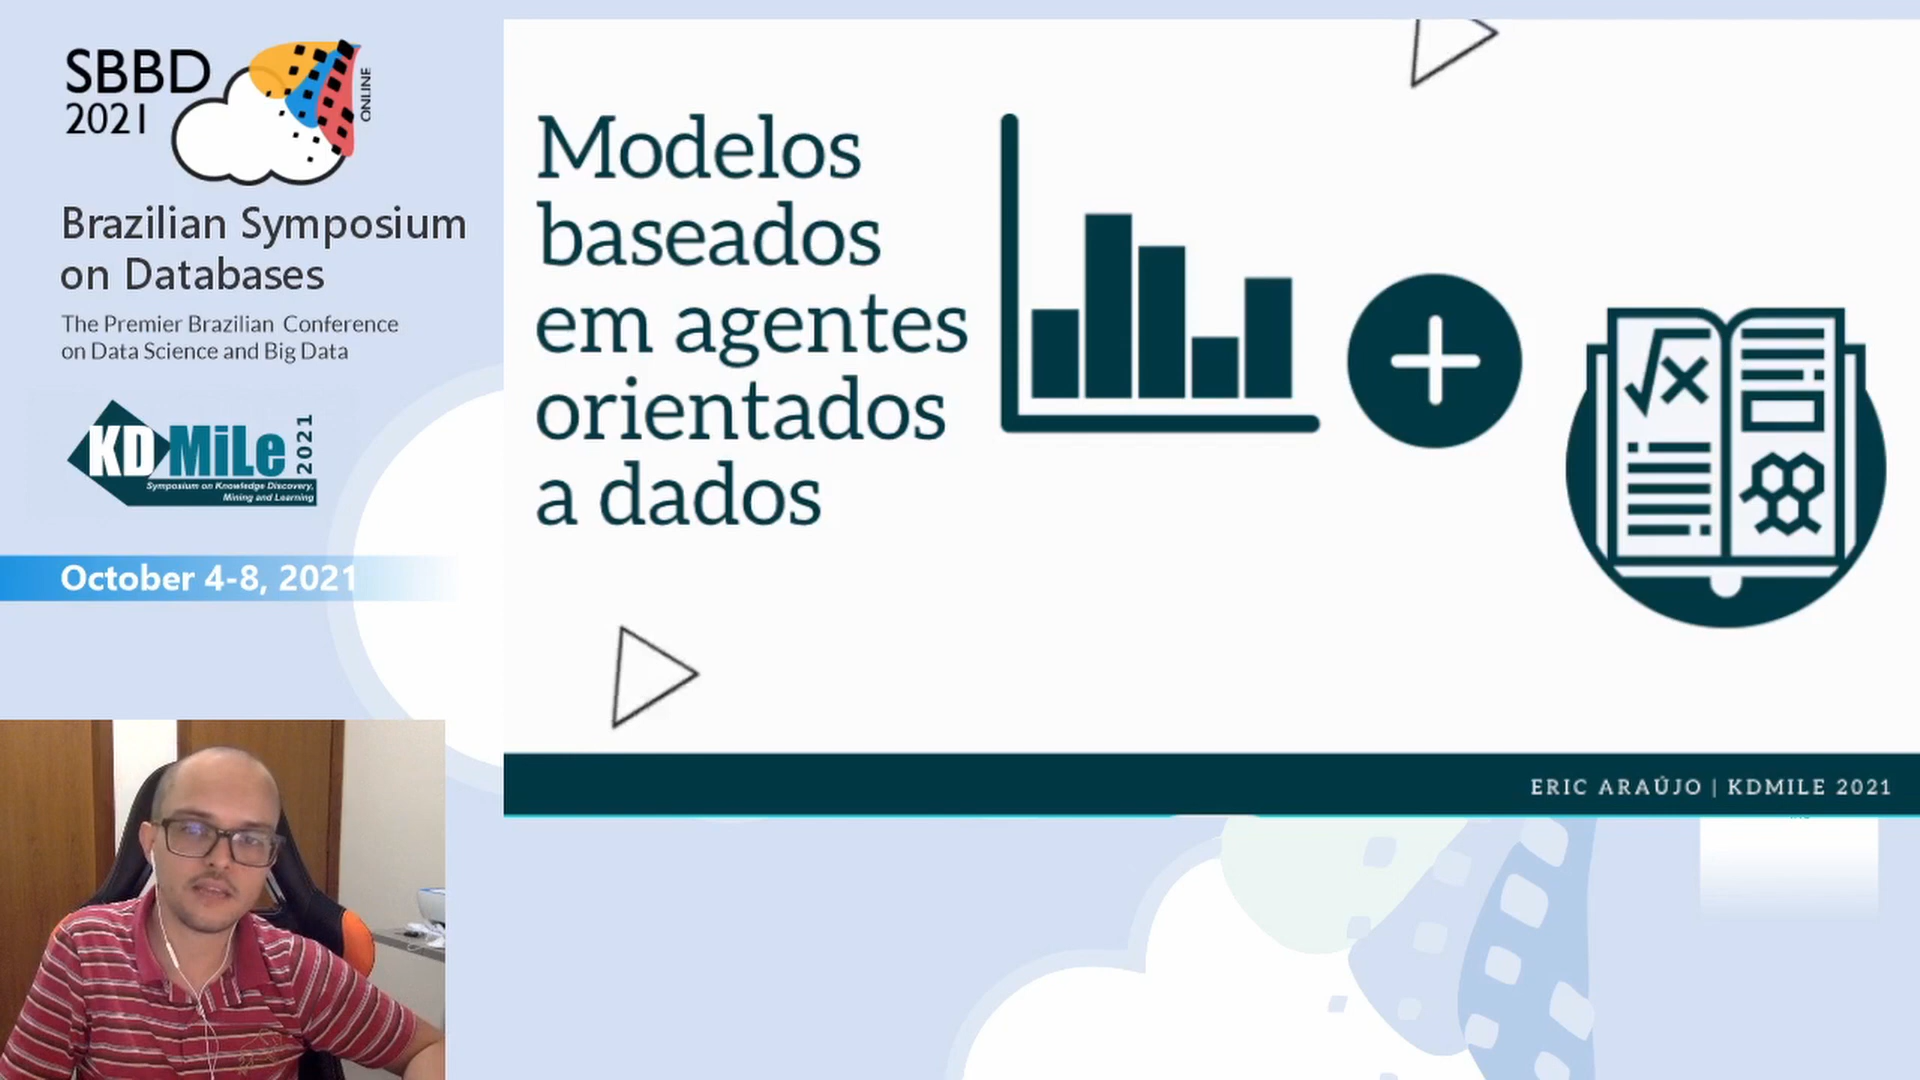 SBBD
2021
ONLINE
Brazilian Symposium
on Databases
The Premier Brazilian Conference
on Data Science and Big Data
KDMiLe 2021
Symposium on Knowledge Discovery,
Mining and Learning
October 4-8, 2021
Modelos
baseados
em agentes
orientados
a dados
√x
ERIC ARAÚJO | KDMILE 2021